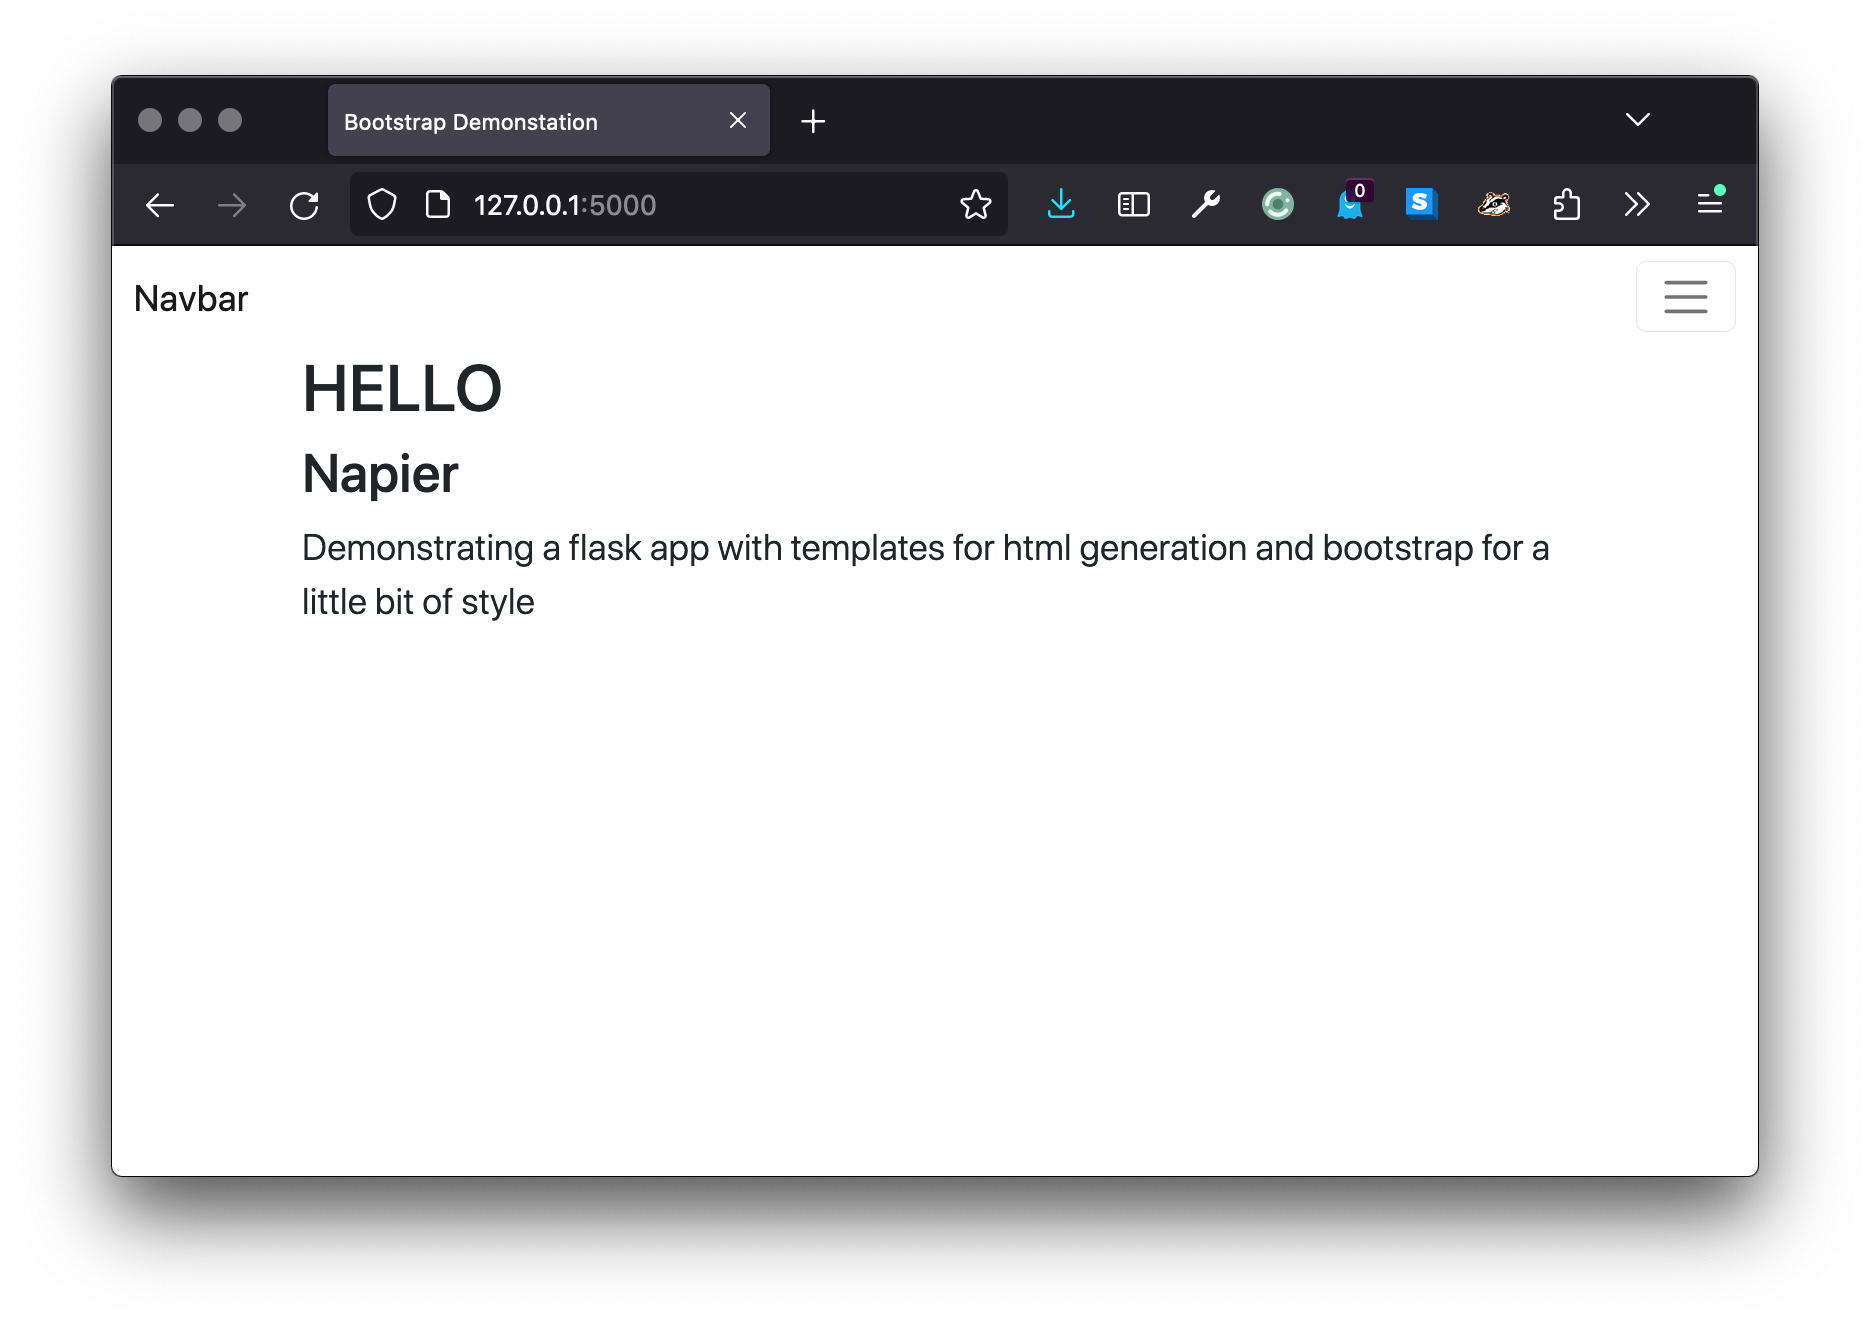 Bootstrap Demonstation
127.0.0.1:5000
0
S
Navbar
HELLO
Napier
Demonstrating a flask app with templates for html generation and bootstrap for a
little bit of style